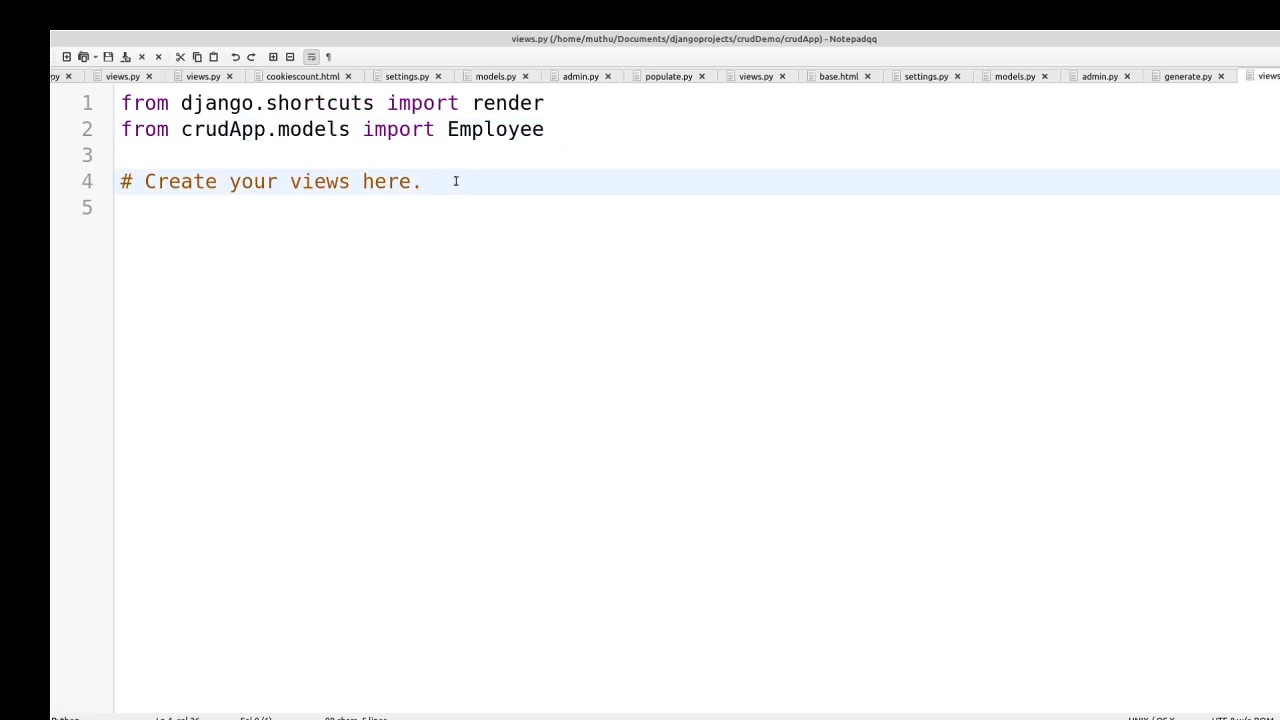 views.py (/home/muthu/Documents/djangoprojects/crudDemo/crudApp) - Notepadqq
py views.py views.py cookiescount.html settings.py models.py admin.py populate.py views.py base.html settings.py models.py admin.py generate.py views
1 from django.shortcuts import render
2 from crudApp.models import Employee
3
4 # Create your views here.
5